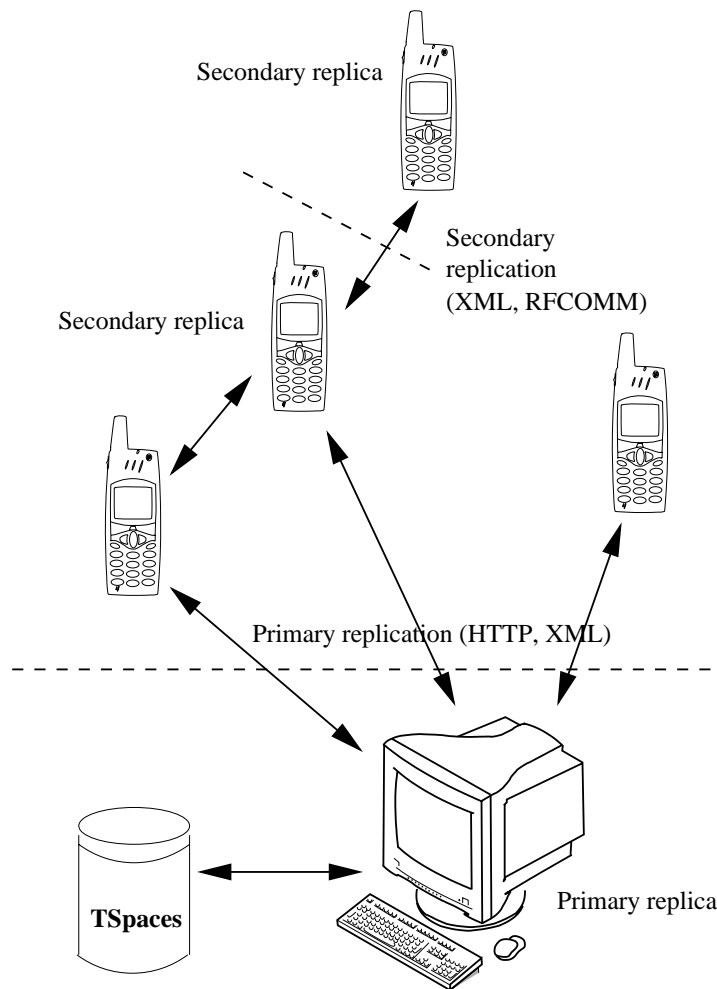 Secondary replica
Secondary
replication
(XML, RFCOMM)
Secondary replica
Primary replication (HTTP, XML)
TSpaces
Primary replica